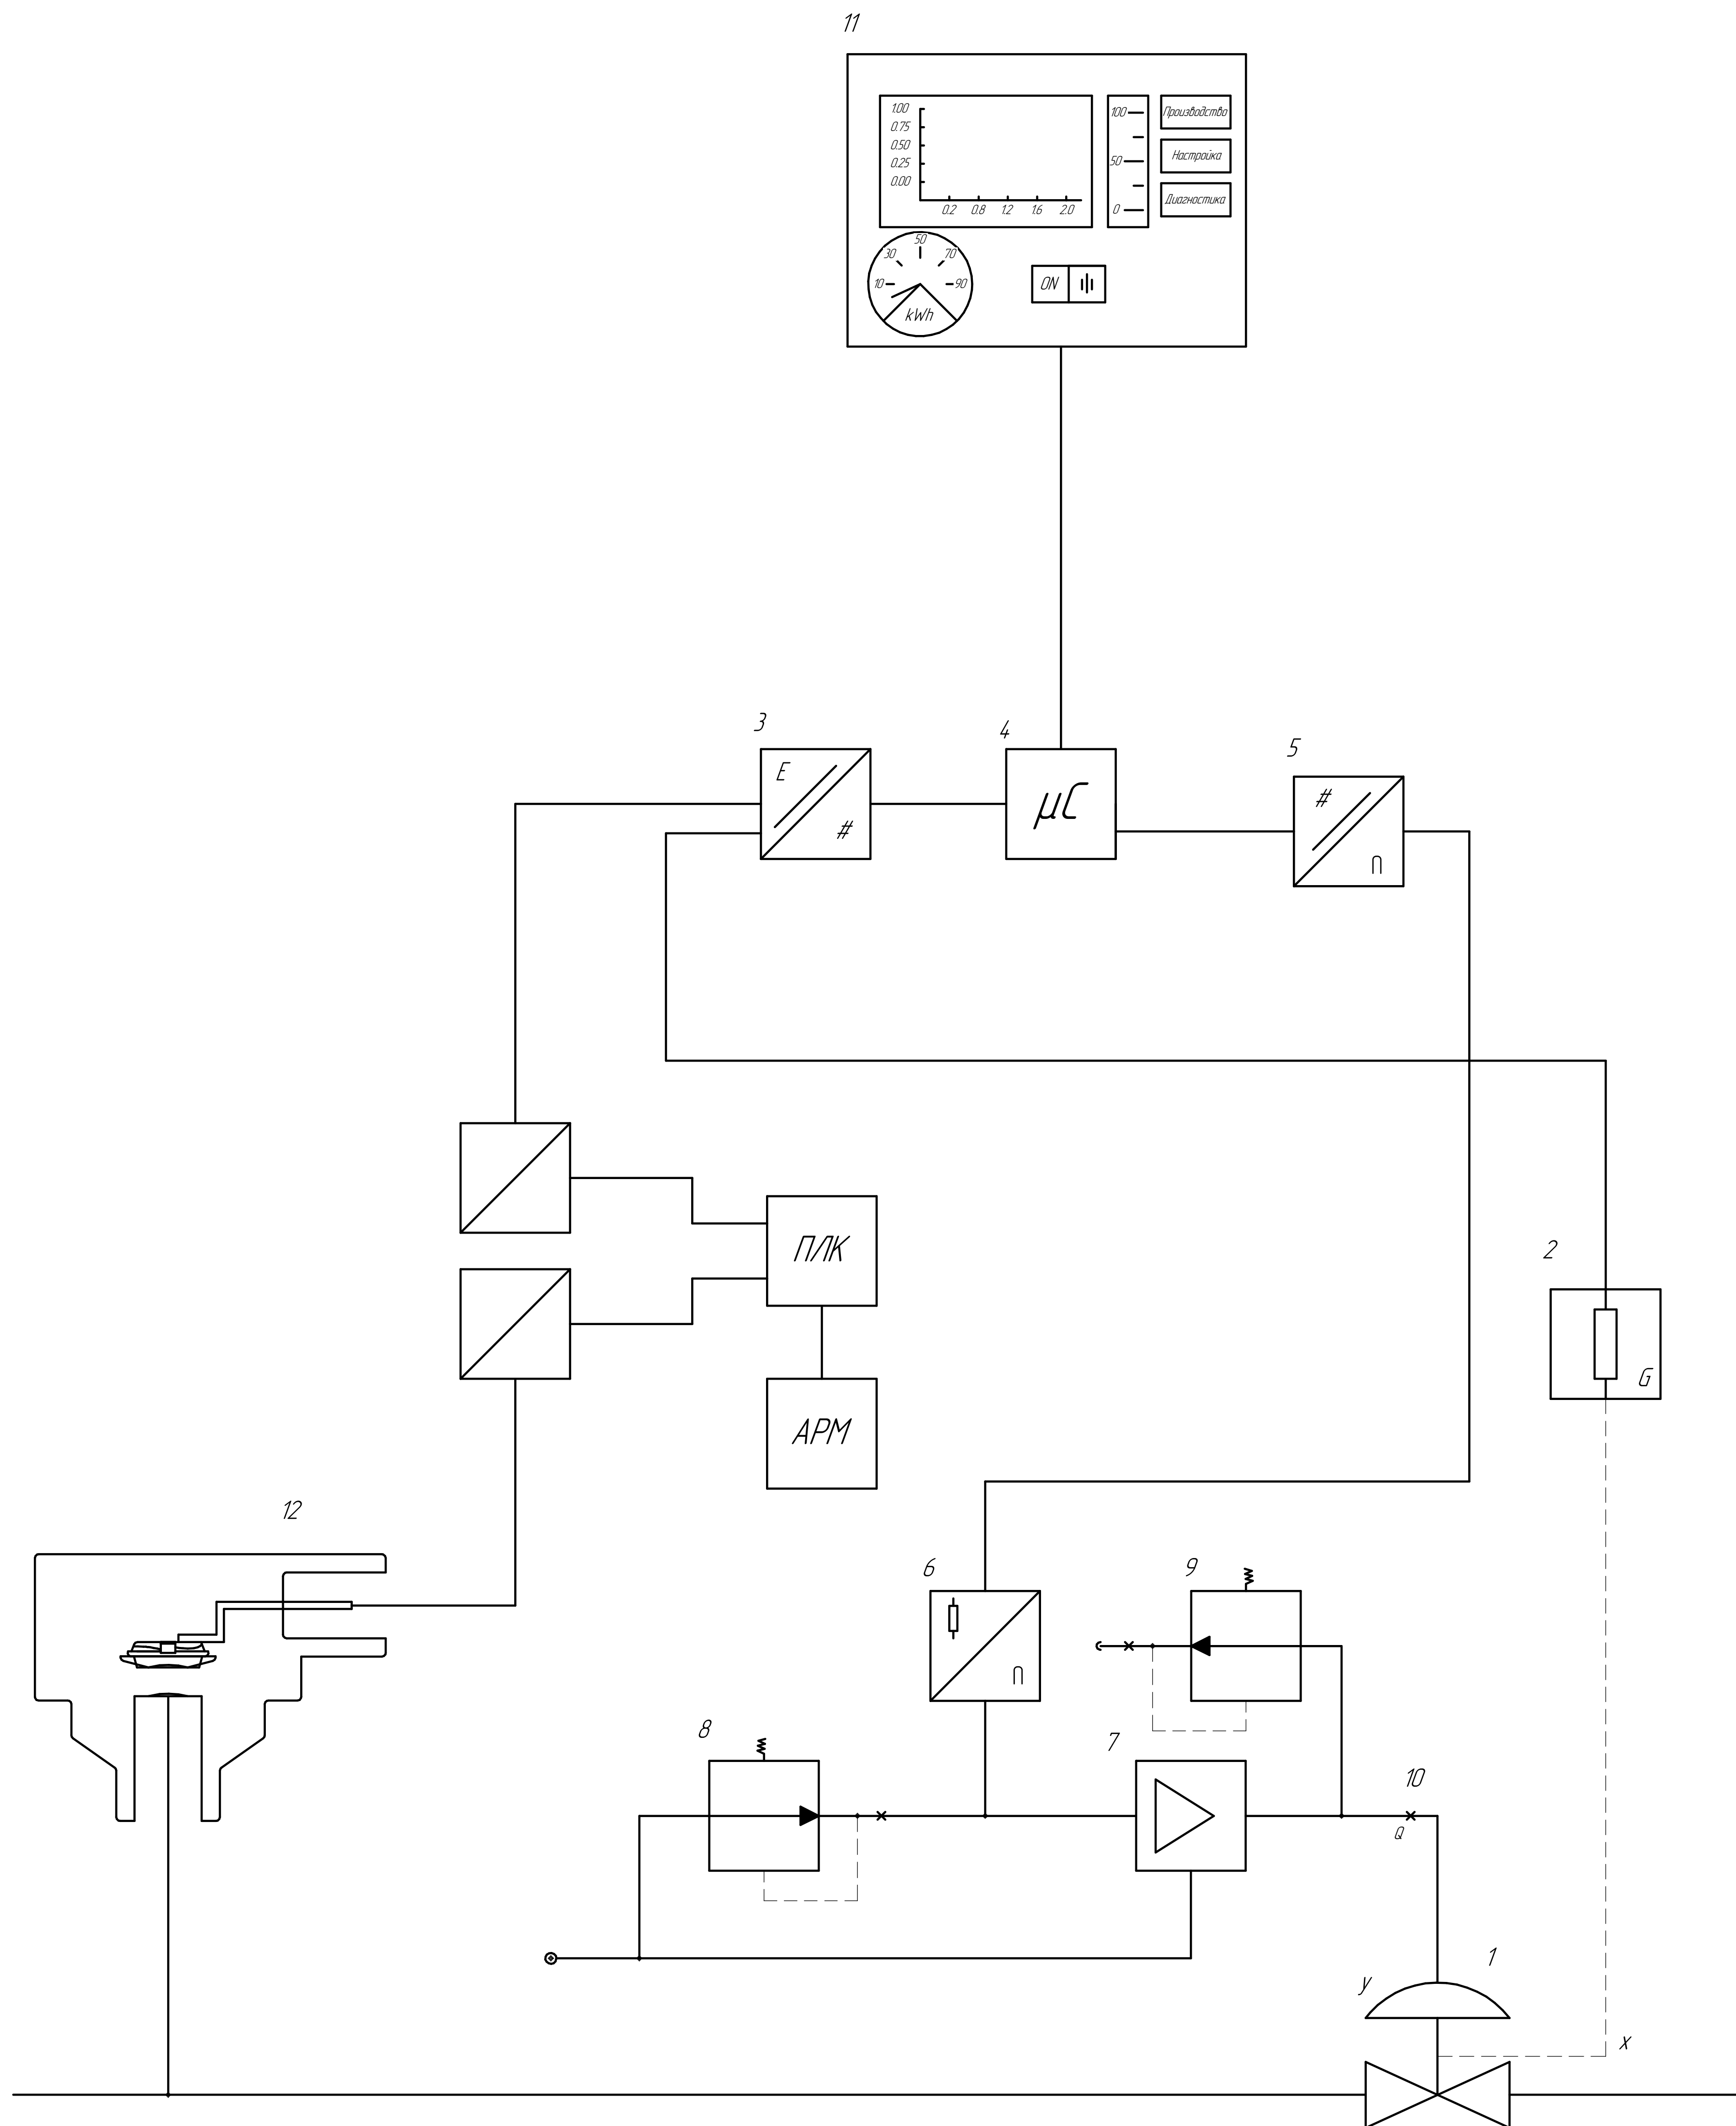 11
1.00
0.75
0.50
0.25
0.00
0.2 0.8 1.2 1.6 2.0
100
50
0
Производство
Настройка
Диагностика
10 30 50 70 90
kWh
ON
3
E
#
4
μC
5
#
П
ПЛК
АРМ
2
G
12
6
П
9
8
7
10
Q
1
y
x